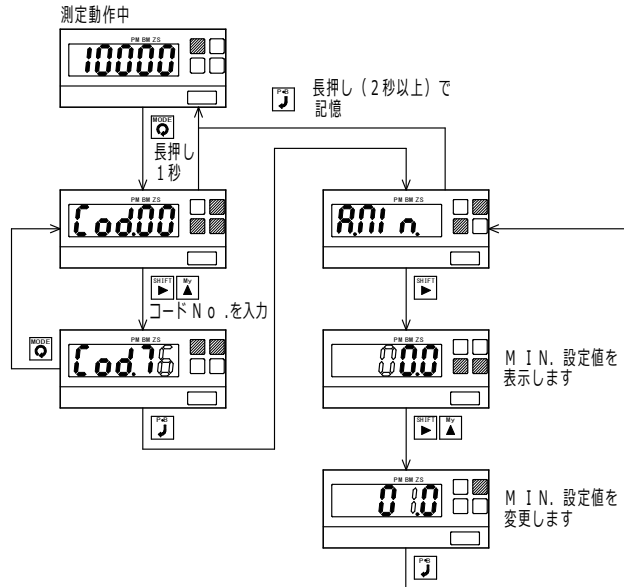 測定動作中
PM BM ZS
10000
MODE
長押し
1秒
P•B
長押し（2秒以上）で
記憶
PM BM ZS
Cod.00
SHIFT
My
コードNo.を入力
PM BM ZS
Cod.76
MODE
P•B
PM BM ZS
A.MIn.
SHIFT
PM BM ZS
00.0
MIN.設定値を
表示します
SHIFT
My
PM BM ZS
01.0
MIN.設定値を
変更します
P•B